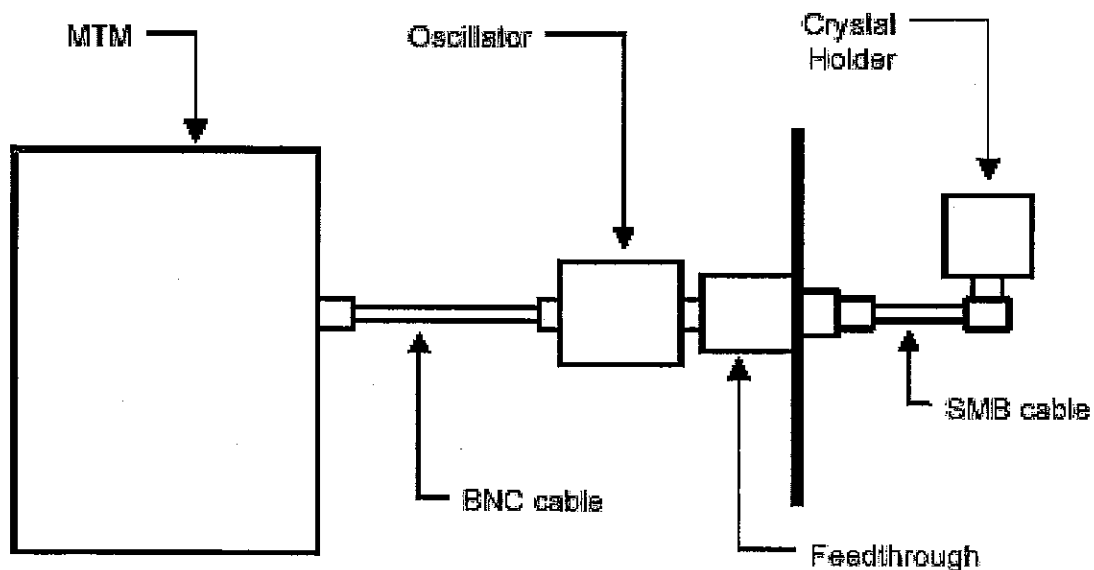 MTM
Oscillator
Crystal
Holder
SMB cable
BNC cable
Feedthrough